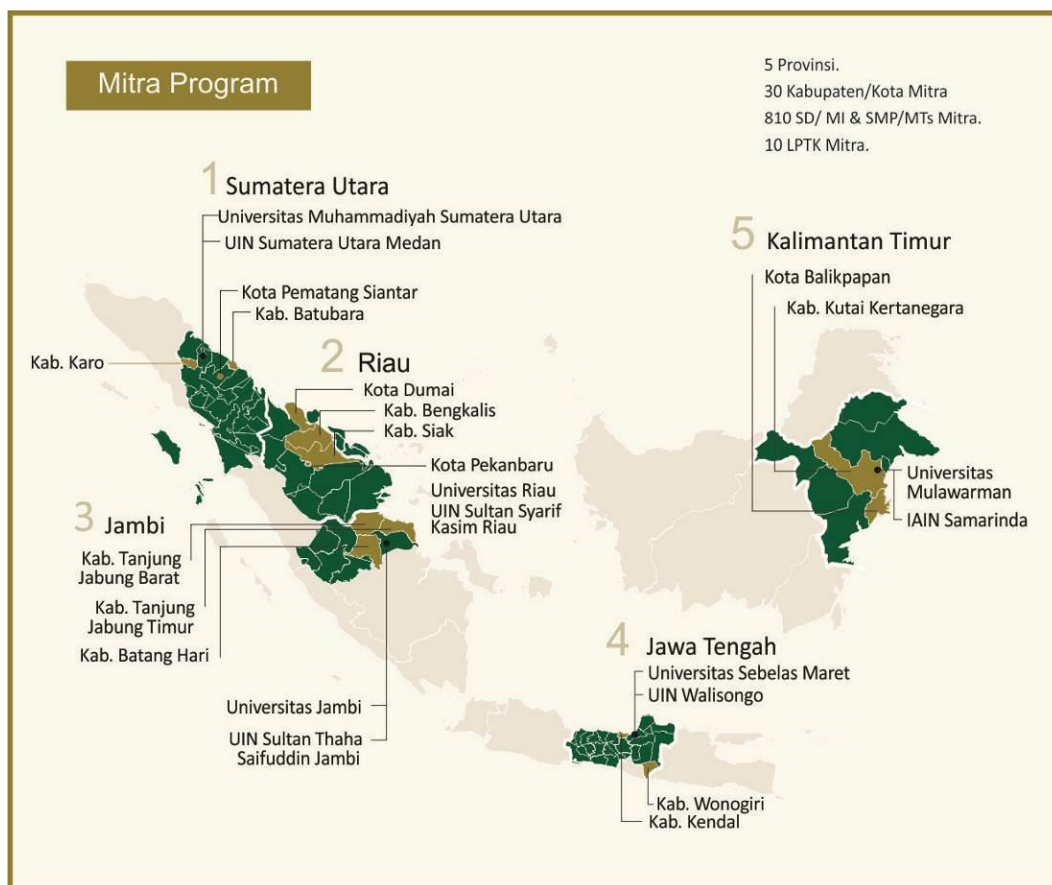 Mitra Program
5 Provinsi.
30 Kabupaten/Kota Mitra
810 SD/ MI & SMP/MTs Mitra.
10 LPTK Mitra.
1 Sumatera Utara
Universitas Muhammadiyah Sumatera Utara
UIN Sumatera Utara Medan
Kota Pematang Siantar
Kab. Batubara
Kab. Karo
2 Riau
Kota Dumai
Kab. Bengkalis
Kab. Siak
Kota Pekanbaru
Universitas Riau
UIN Sultan Syarif
Kasim Riau
3 Jambi
Kab. Tanjung
Jabung Barat
Kab. Tanjung
Jabung Timur
Kab. Batang Hari
Universitas Jambi
UIN Sultan Thaha
Saifuddin Jambi
4 Jawa Tengah
Universitas Sebelas Maret
UIN Walisongo
Kab. Wonogiri
Kab. Kendal
5 Kalimantan Timur
Kota Balikpapan
Kab. Kutai Kertanegara
Universitas
Mulawarman
IAIN Samarinda